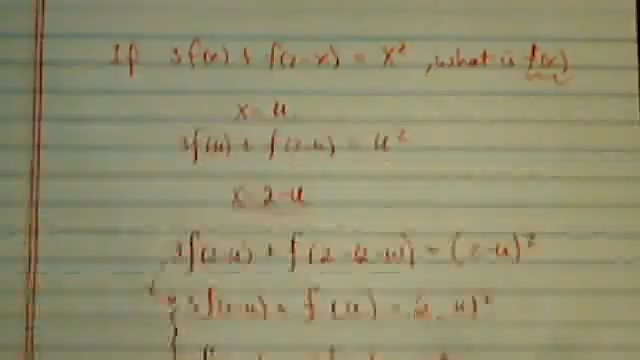 If 3f(x) + f(2-x) = x², what is f(x)
x = u
3f(u) + f(2-u) = u²
x = 2-u
3f(2-u) + f(2-(2-u)) = (2-u)²
3f(2-u) + f(u) = (2-u)²